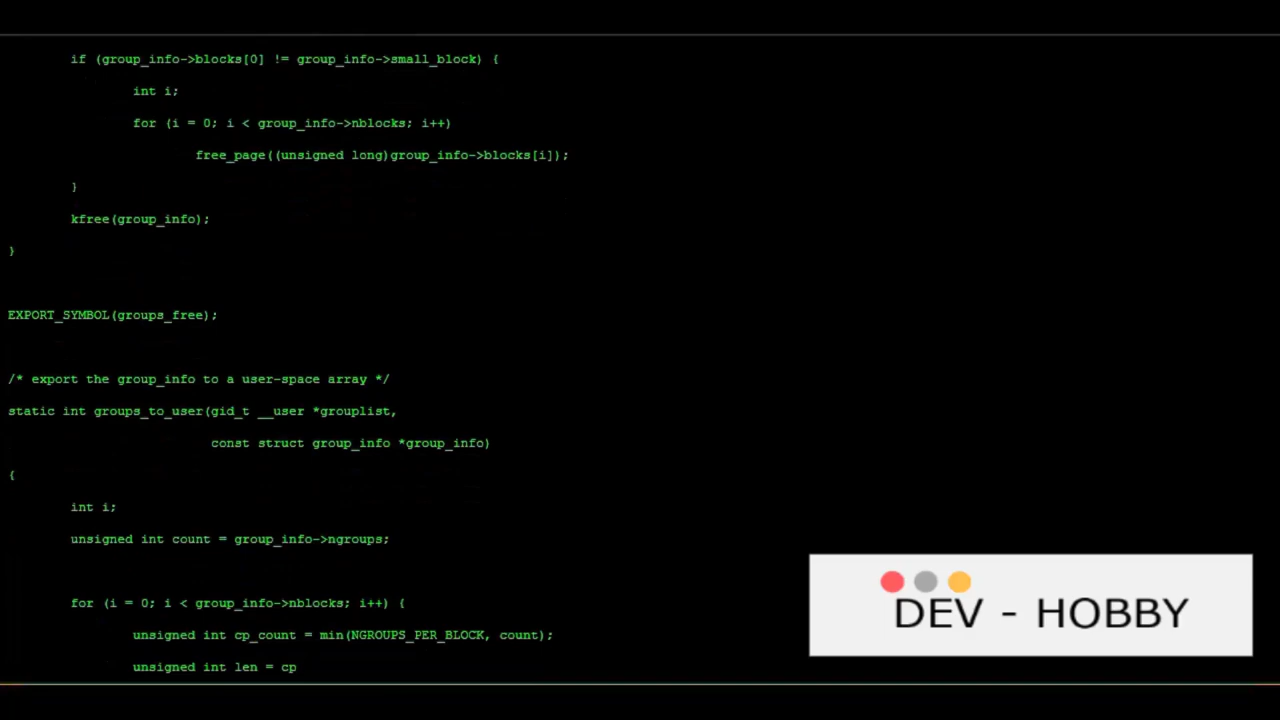 if (group_info->blocks[0] != group_info->small_block) {
int i;
for (i = 0; i < group_info->nblocks; i++)
free_page((unsigned long)group_info->blocks[i]);
}
kfree(group_info);
}
EXPORT_SYMBOL(groups_free);
/* export the group_info to a user-space array */
static int groups_to_user(gid_t __user *grouplist,
const struct group_info *group_info)
{
int i;
unsigned int count = group_info->ngroups;
for (i = 0; i < group_info->nblocks; i++) {
unsigned int cp_count = min(NGROUPS_PER_BLOCK, count);
unsigned int len = cp
DEV - HOBBY